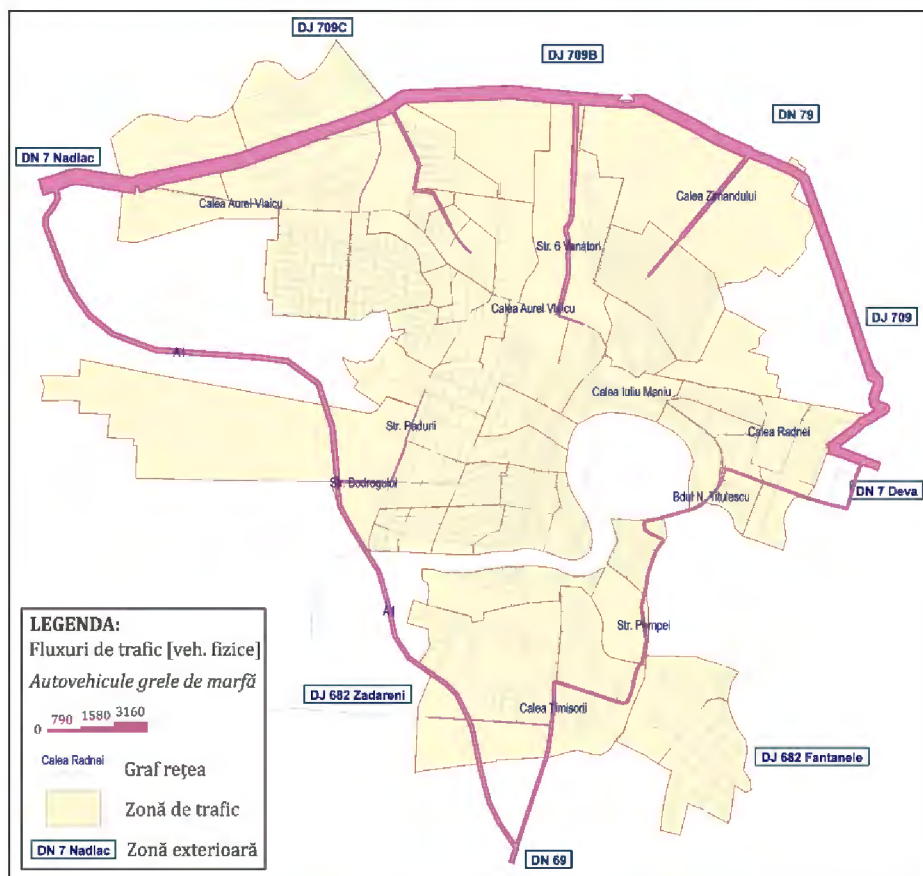 DJ 709C
DJ 709B
DN 79
DN 7 Nadlac
Calea Aurel Vlaicu
Calea Zimandului
Str. 6 Vanatori
Calea Aurel Vlaicu
DJ 709
A1
Calea Iuliu Maniu
Str. Paduri
Calea Radnei
Str. Bodrogului
DN 7 Deva
Bdul N. Titulescu
A1
Str. Pompei
DJ 682 Zadareni
Calea Timisorii
DJ 682 Fantanele
DN 69
LEGENDA:
Fluxuri de trafic [veh. fizice]
Autovehicule grele de marfă
0 790 1580 3160
Calea Radnei Graf rețea
Zonă de trafic
DN 7 Nadlac Zonă exterioară